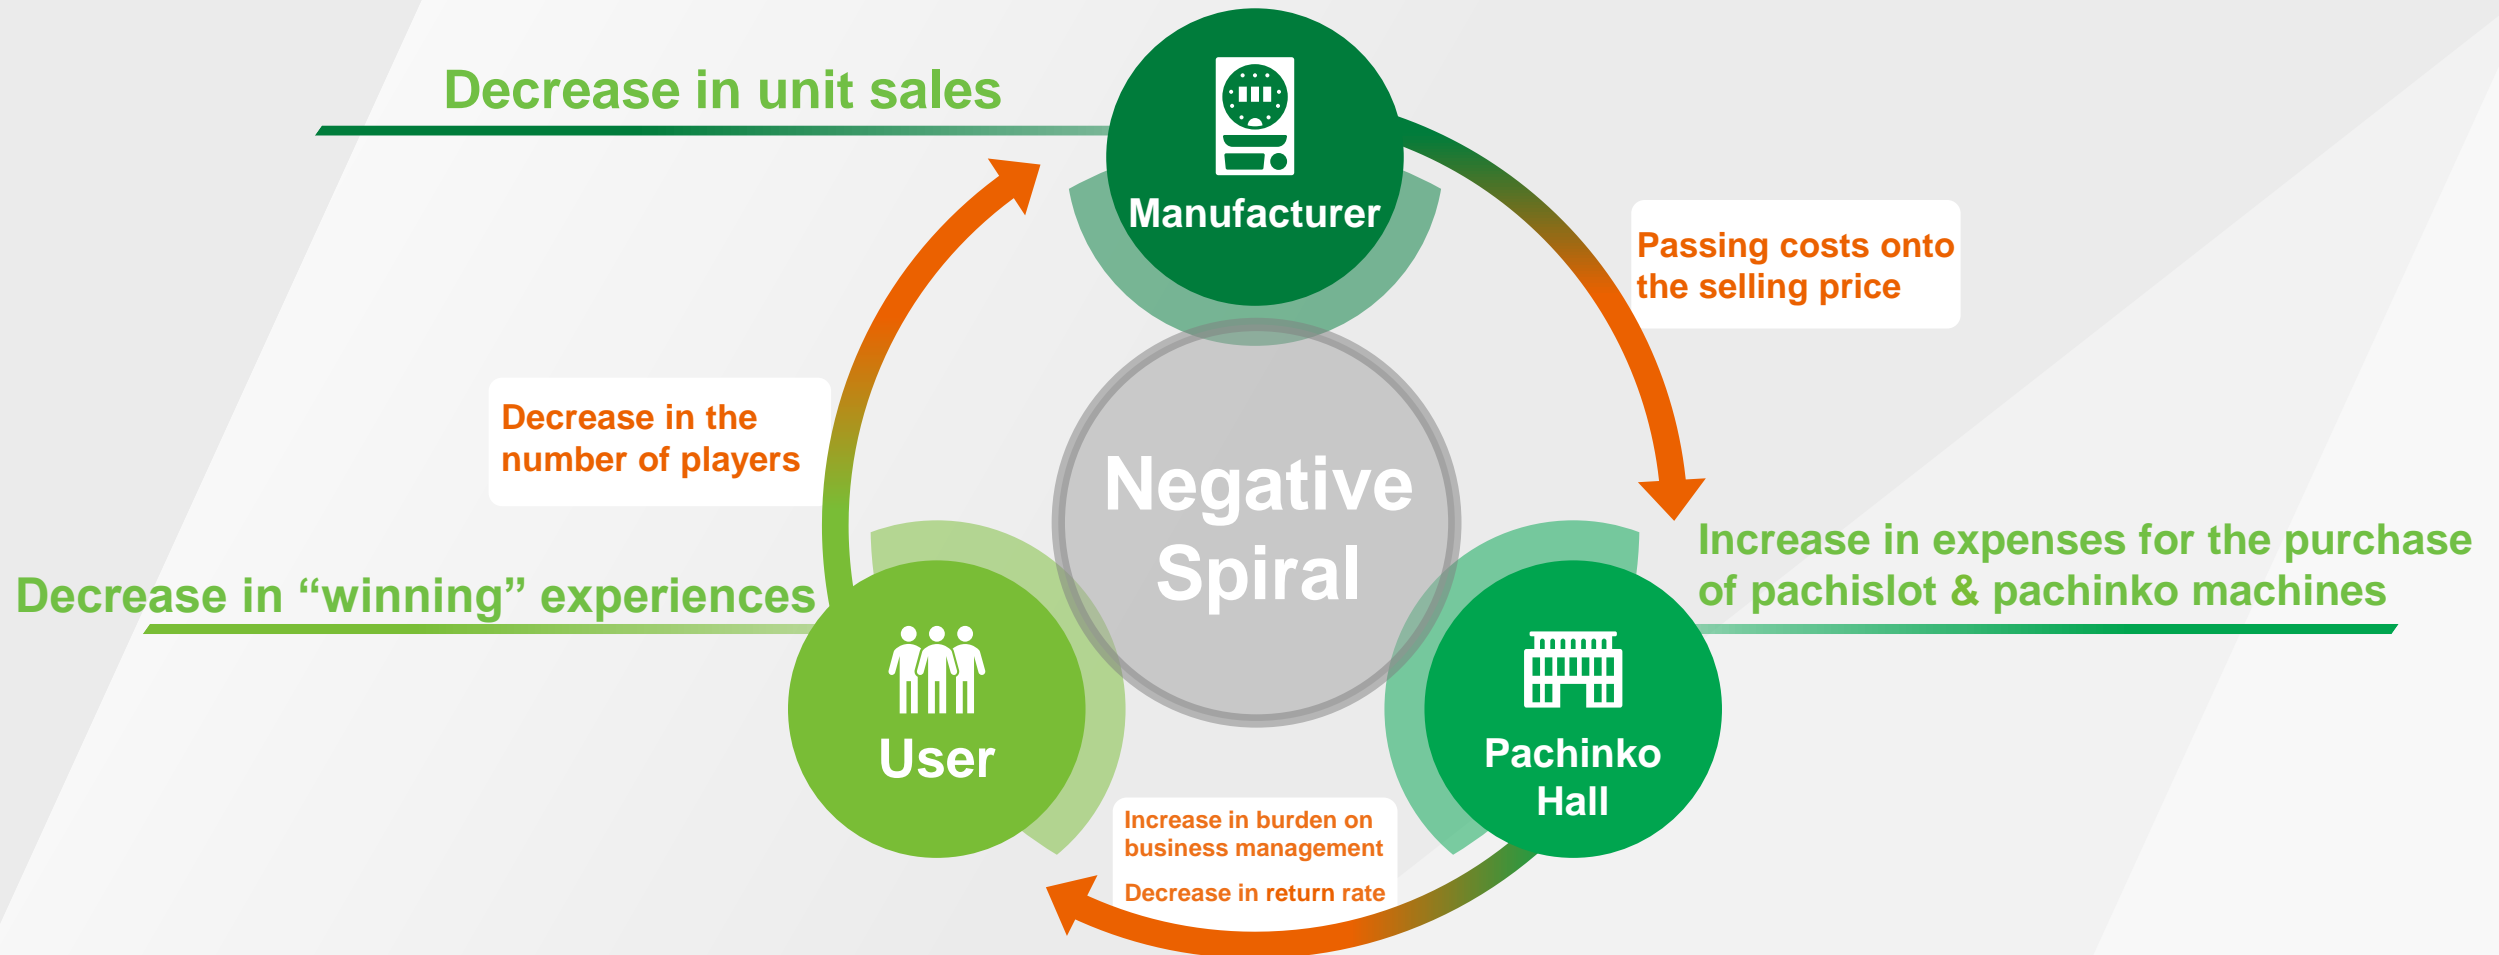 Decrease in unit sales
Manufacturer
Passing costs onto
the selling price
Decrease in the
number of players
Negative
Spiral
Increase in expenses for the purchase
of pachislot & pachinko machines
Decrease in “winning” experiences
User
Pachinko
Hall
Increase in burden on
business management
Decrease in return rate